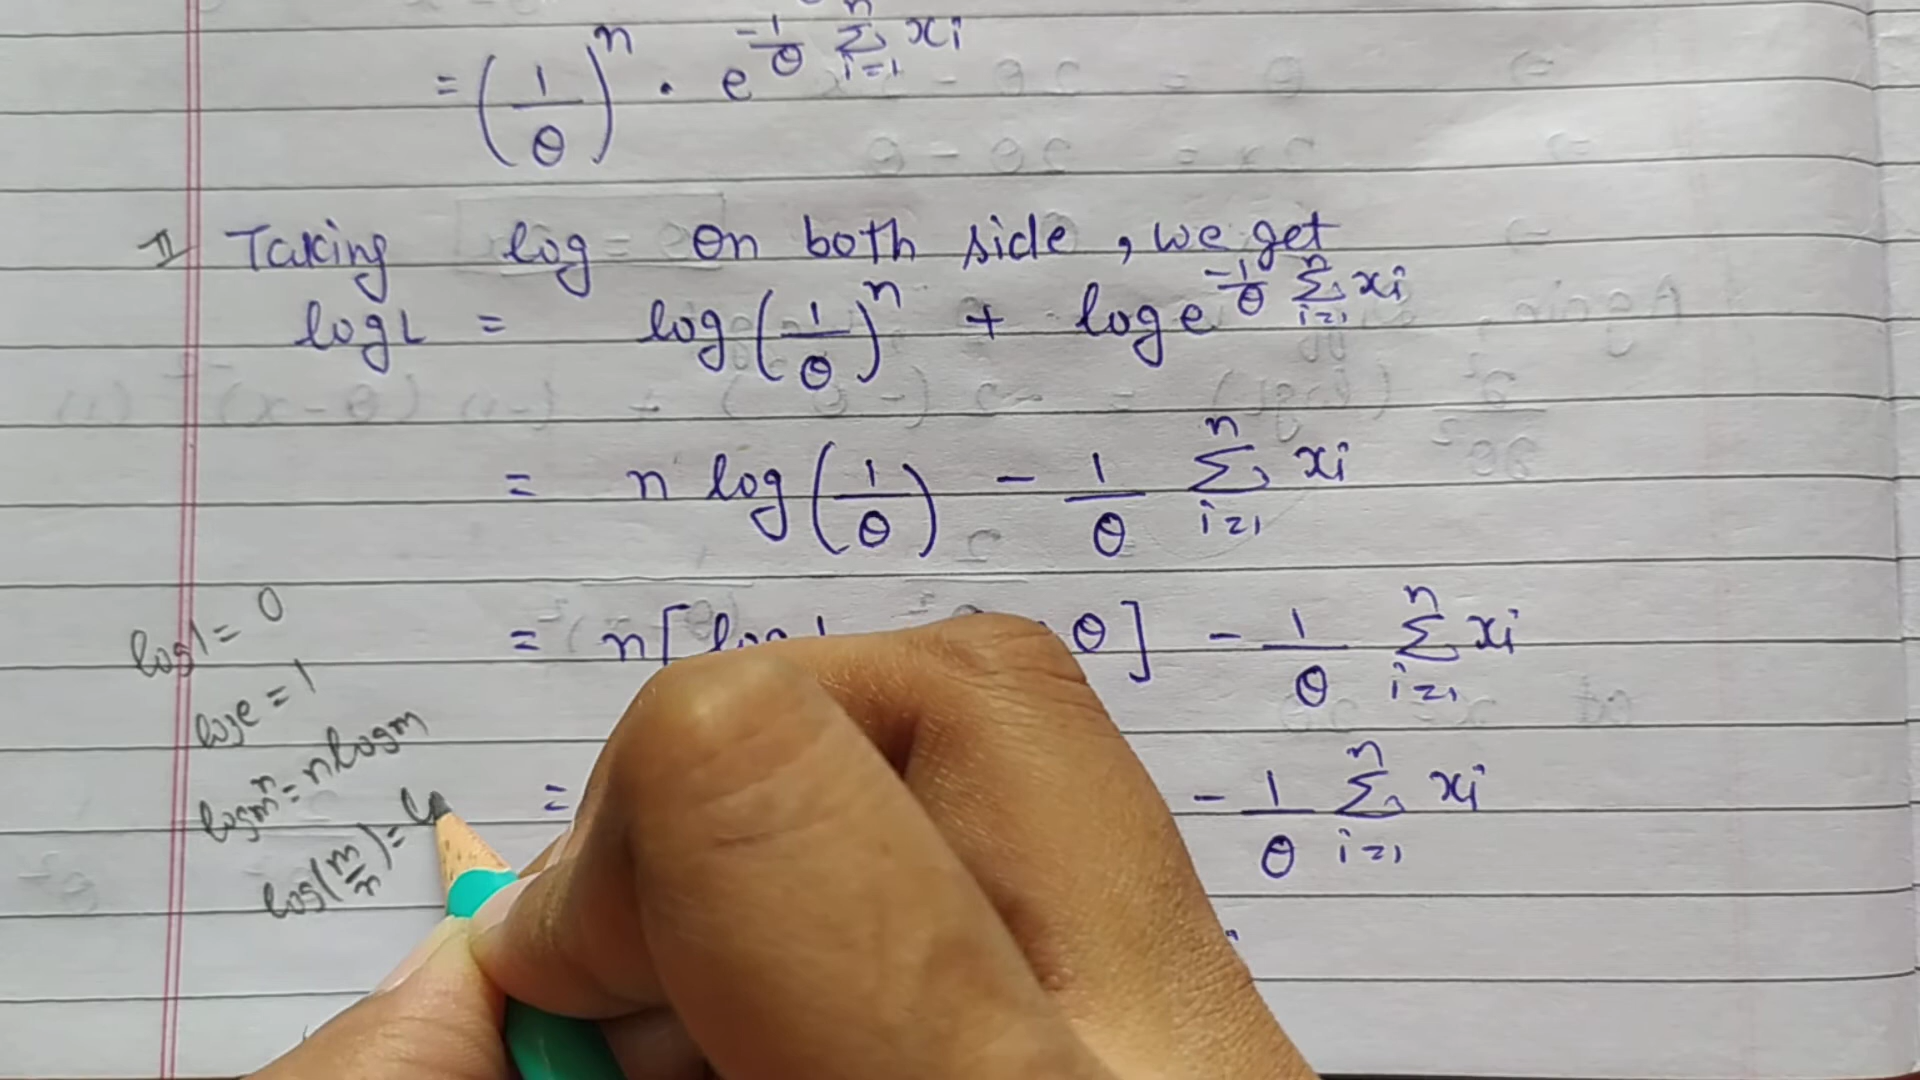 = (1/θ)^n · e^{-1/θ Σ_{i=1}^{n} xi}
II Taking log on both side, we get
log L = log (1/θ)^n + log e^{-1/θ Σ_{i=1}^{n} xi}
= n log (1/θ) - 1/θ Σ_{i=1}^{n} xi
= n [ log 1 θ ] - 1/θ Σ_{i=1}^{n} xi
= - 1/θ Σ_{i=1}^{n} xi
log 1 = 0
log e = 1
log m^n = n log m
log (m/n) =